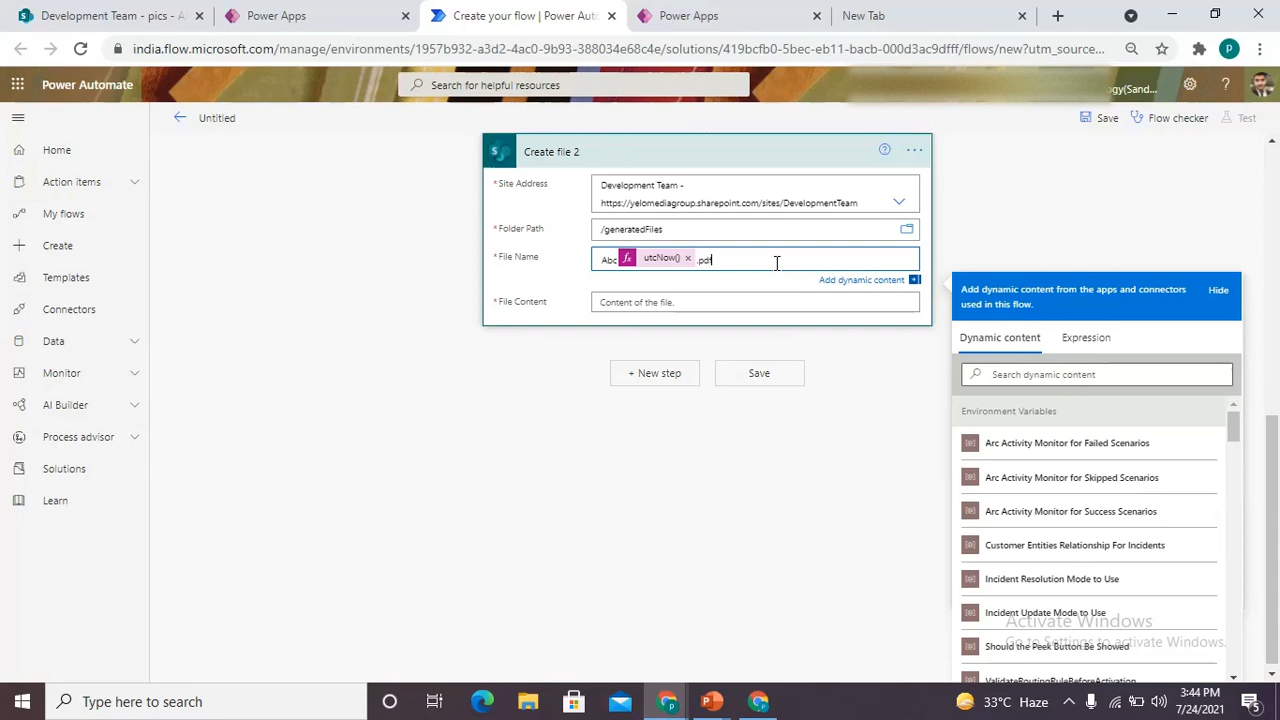 Development Team - pics - A
Power Apps
Create your flow | Power Auto
Power Apps
New Tab
india.flow.microsoft.com/manage/environments/1957b932-a3d2-4ac0-9b93-388034e68c4e/solutions/419bcfb0-5bec-eb11-bacb-000d3ac9dfff/flows/new?utm_source...
P
Power Automate
Search for helpful resources
ogy(Sand...
Untitled
Save
Flow checker
Test
Home
Action items
My flows
Create
Templates
Connectors
Data
Monitor
AI Builder
Process advisor
Solutions
Learn
Create file 2
* Site Address
Development Team -
https://yelomediagroup.sharepoint.com/sites/DevelopmentTeam
* Folder Path
/generatedFiles
* File Name
Abc fx utcNow() × .pdf
Add dynamic content
* File Content
Content of the file.
+ New step
Save
Add dynamic content from the apps and connectors
used in this flow.
Hide
Dynamic content
Expression
Search dynamic content
Environment Variables
Arc Activity Monitor for Failed Scenarios
Arc Activity Monitor for Skipped Scenarios
Arc Activity Monitor for Success Scenarios
Customer Entities Relationship For Incidents
Incident Resolution Mode to Use
Incident Update Mode to Use
Should the Peek Button Be Showed
ValidateRoutingRuleBeforeActivation
Activate Windows
Go to Settings to activate Windows.
Type here to search
33°C Haze
3:44 PM
7/24/2021
5